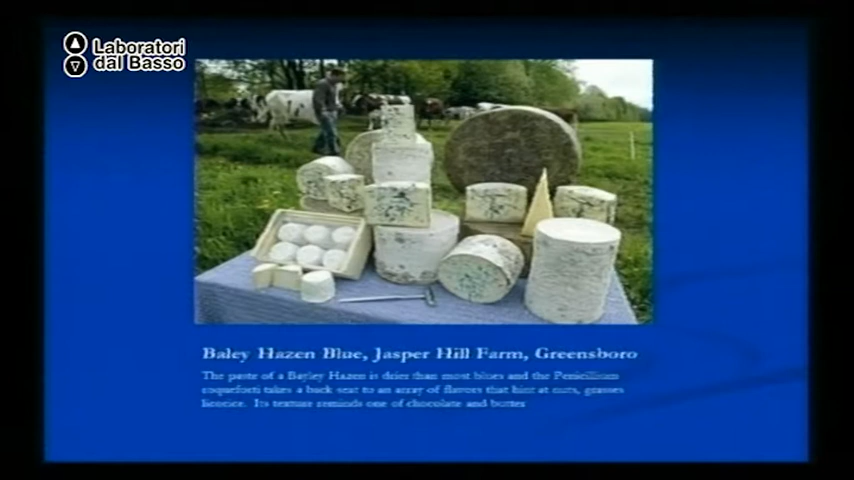 Laboratori
dal Basso
Baley Hazen Blue, Jasper Hill Farm, Greensboro
The paste of a Bayley Hazen is drier than most blues and the Penicillium
roqueforti takes a back seat to an array of flavors that hint at nuts, grasses
licorice. Its texture reminds one of chocolate and butter